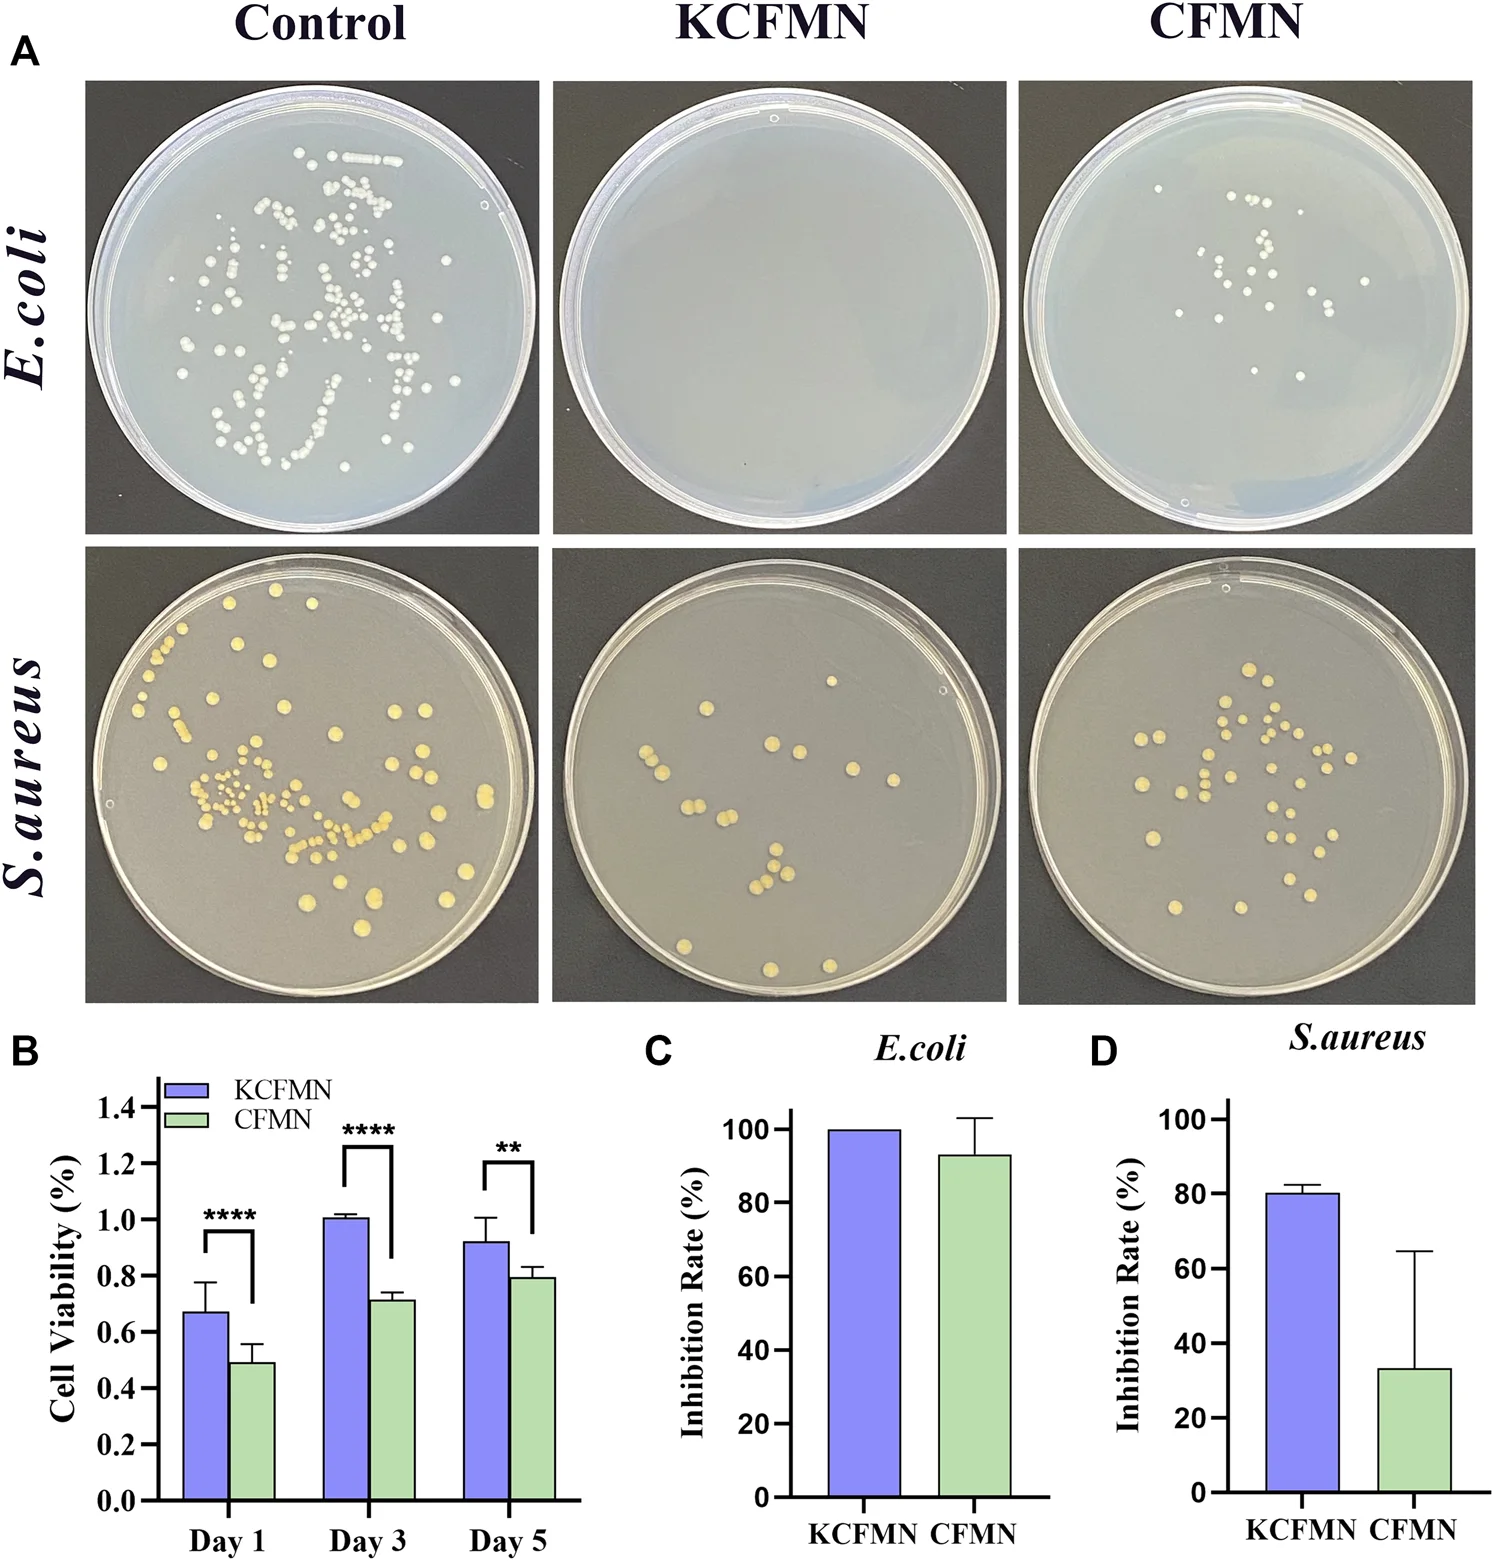 Control KCFMN CFMN
A
E.coli
S.aureus
B
KCFMN
CFMN
Cell Viability (%)
1.4
1.2
1.0
0.8
0.6
0.4
0.2
0.0
****
****
**
Day 1 Day 3 Day 5
C
E.coli
Inhibition Rate (%)
100
80
60
40
20
0
KCFMN CFMN
D
S.aureus
Inhibition Rate (%)
100
80
60
40
20
0
KCFMN CFMN